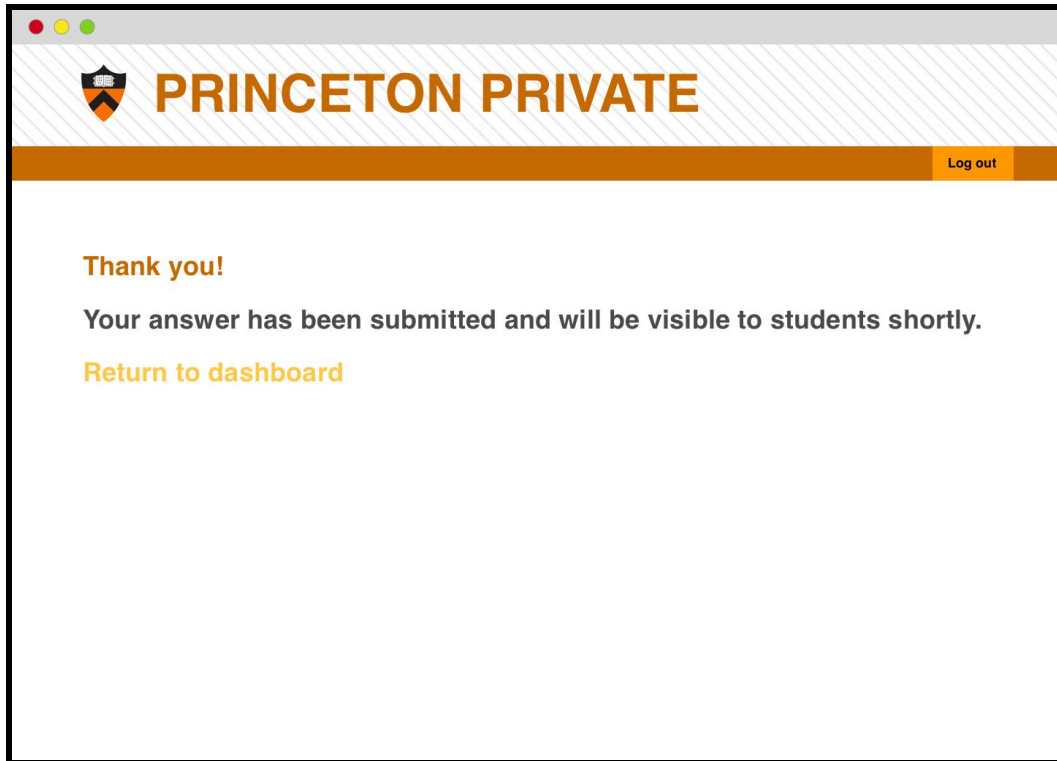 PRINCETON PRIVATE
Log out
Thank you!
Your answer has been submitted and will be visible to students shortly.
Return to dashboard